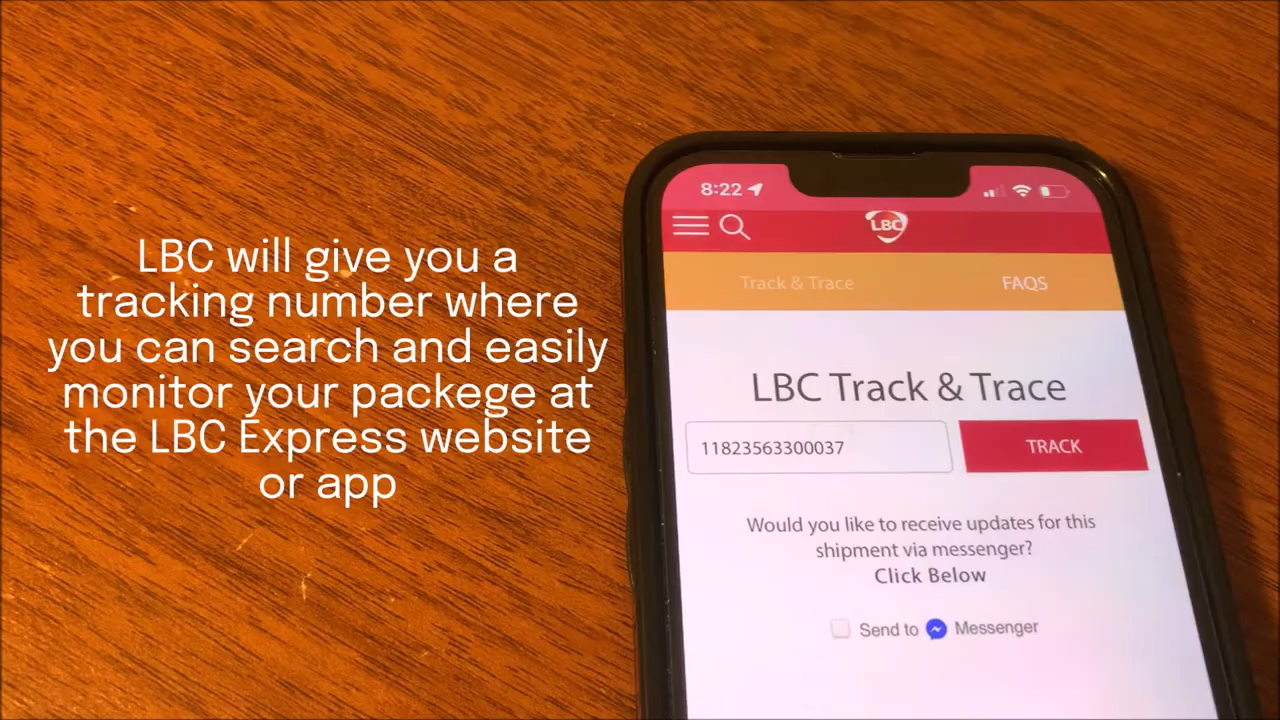 LBC will give you a
tracking number where
you can search and easily
monitor your packege at
the LBC Express website
or app
8:22
LBC
Track & Trace
FAQS
LBC Track & Trace
11823563300037
TRACK
Would you like to receive updates for this
shipment via messenger?
Click Below
Send to Messenger